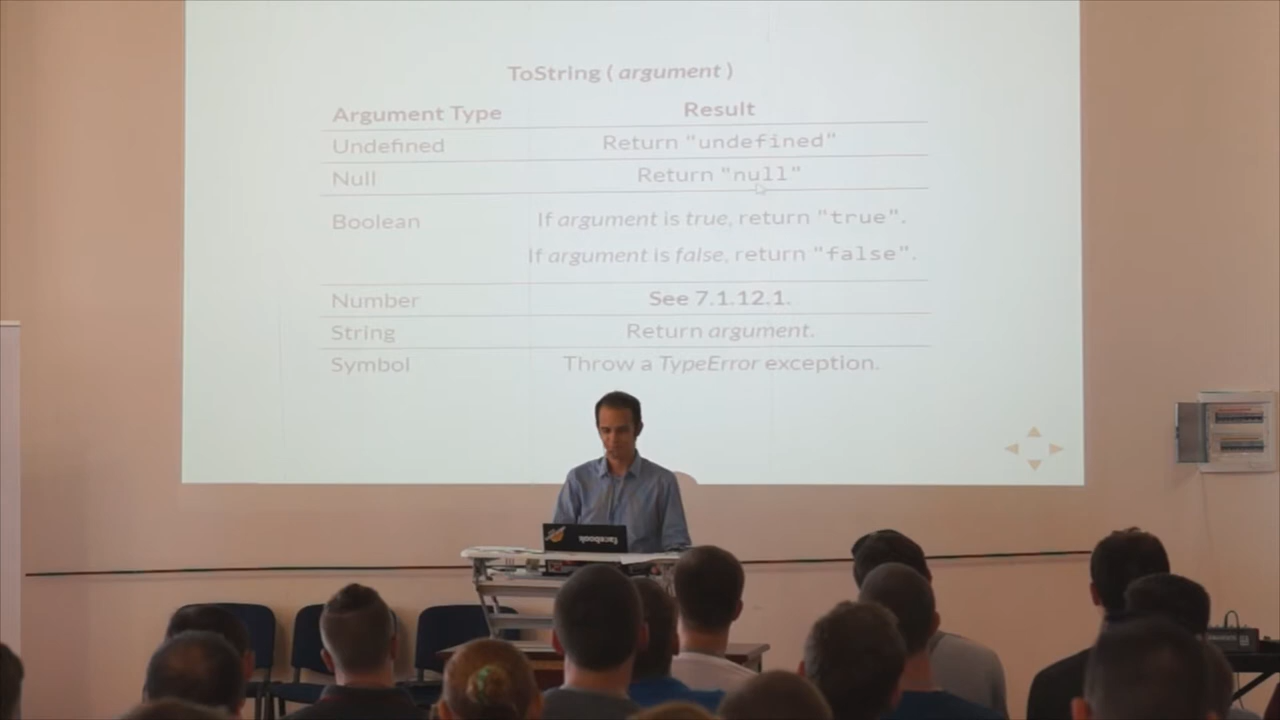 ToString ( argument )
Argument Type Result
Undefined Return "undefined"
Null Return "null"
Boolean If argument is true, return "true".
If argument is false, return "false".
Number See 7.1.12.1.
String Return argument.
Symbol Throw a TypeError exception.
facebook